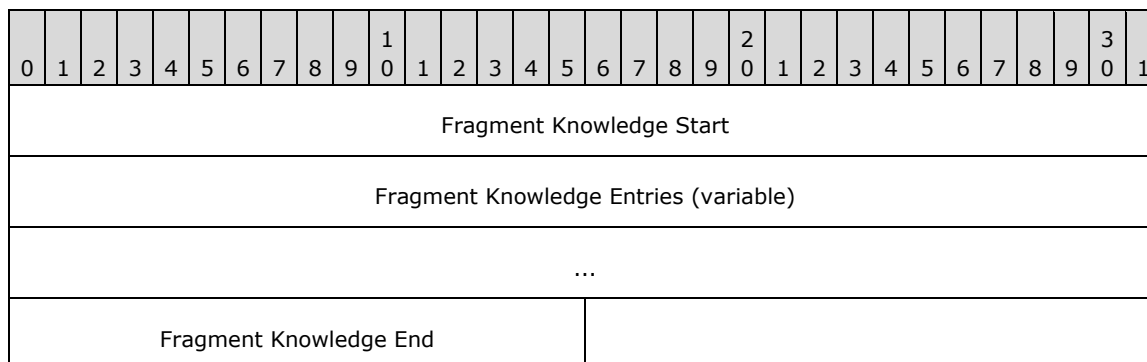 1 2 3
0 1 2 3 4 5 6 7 8 9 0 1 2 3 4 5 6 7 8 9 0 1 2 3 4 5 6 7 8 9 0 1
Fragment Knowledge Start
Fragment Knowledge Entries (variable)
...
Fragment Knowledge End